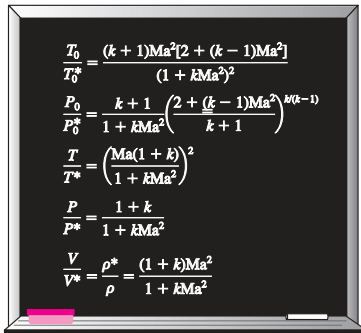 T₀/T₀* = (k + 1)Ma²[2 + (k − 1)Ma²] / (1 + kMa²)²
P₀/P₀* = k + 1 / 1 + kMa² (2 + (k − 1)Ma² / k + 1)^k/(k−1)
T/T* = (Ma(1 + k) / 1 + kMa²)²
P/P* = 1 + k / 1 + kMa²
V/V* = ρ*/ρ = (1 + k)Ma² / 1 + kMa²